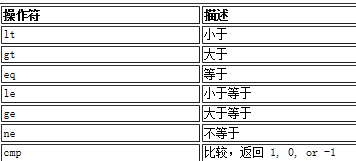 操作符 描述
lt 小于
gt 大于
eq 等于
le 小于等于
ge 大于等于
ne 不等于
cmp 比较，返回 1, 0, or -1